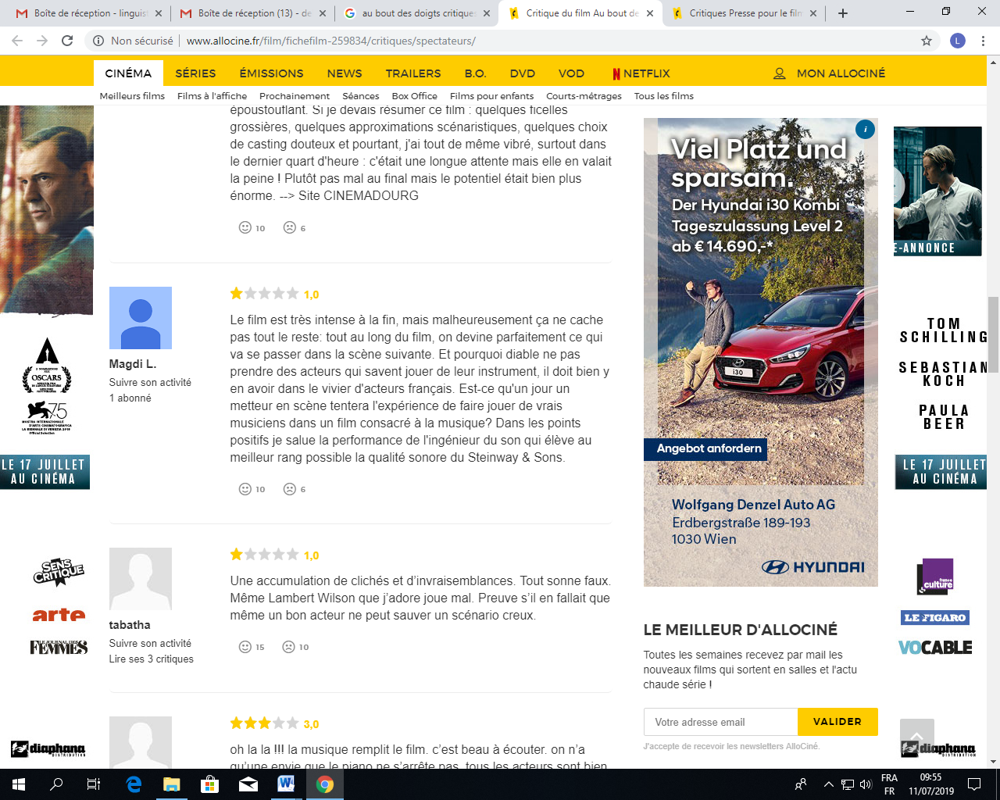 Boîte de réception - linguist
Boîte de réception (13) - de
au bout des doigts critiques
Critique du film Au bout de
Critiques Presse pour le film
Non sécurisé
www.allocine.fr/film/fichefilm-259834/critiques/spectateurs/
L
CINÉMA
SÉRIES
ÉMISSIONS
NEWS
TRAILERS
B.O.
DVD
VOD
NETFLIX
MON ALLOCINÉ
Meilleurs films
Films à l'affiche
Prochainement
Séances
Box Office
Films pour enfants
Courts-métrages
Tous les films
époustouflant. Si je devais résumer ce film : quelques ficelles
grossières, quelques approximations scénaristiques, quelques choix
de casting douteux et pourtant, j'ai tout de même vibré, surtout dans
le dernier quart d'heure : c'était une longue attente mais elle en valait
la peine ! Plutôt pas mal au final mais le potentiel était bien plus
énorme. --> Site CINEMADOURG
10
6
1,0
Le film est très intense à la fin, mais malheureusement ça ne cache
pas tout le reste: tout au long du film, on devine parfaitement ce qui
va se passer dans la scène suivante. Et pourquoi diable ne pas
prendre des acteurs qui savent jouer de leur instrument, il doit bien y
en avoir dans le vivier d'acteurs français. Est-ce qu'un jour un
metteur en scène tentera l'expérience de faire jouer de vrais
musiciens dans un film consacré à la musique? Dans les points
positifs je salue la performance de l'ingénieur du son qui élève au
meilleur rang possible la qualité sonore du Steinway & Sons.
Magdi L.
Suivre son activité
1 abonné
10
6
1,0
Une accumulation de clichés et d’invraisemblances. Tout sonne faux.
Même Lambert Wilson que j’adore joue mal. Preuve s’il en fallait que
même un bon acteur ne peut sauver un scénario creux.
tabatha
Suivre son activité
Lire ses 3 critiques
15
10
3,0
oh la la !!! la musique remplit le film. c’est beau à écouter. on n’a
qu’une envie que le piano ne s’arrête pas. tous les acteurs sont bien
OSCARS
75
LE 17 JUILLET
AU CINÉMA
SENS
CRITIQUE
arte
LE JOURNAL DES
FEMMES
diaphana
DISTRIBUTION
Viel Platz und
sparsam.
Der Hyundai i30 Kombi
Tageszulassung Level 2
ab € 14.690,-*
i30
Angebot anfordern
Wolfgang Denzel Auto AG
Erdbergstraße 189-193
1030 Wien
HYUNDAI
LE MEILLEUR D'ALLOCINÉ
Toutes les semaines recevez par mail les
nouveaux films qui sortent en salles et l'actu
chaude série !
Votre adresse email
VALIDER
J'accepte de recevoir les newsletters AlloCiné.
E-ANNONCE
TOM
SCHILLING
SEBASTIAN
KOCH
PAULA
BEER
LE 17 JUILLET
AU CINÉMA
france
culture
LE FIGARO
VOCABLE
diaphana
DISTRIBUTION
FRA
FR
09:55
11/07/2019